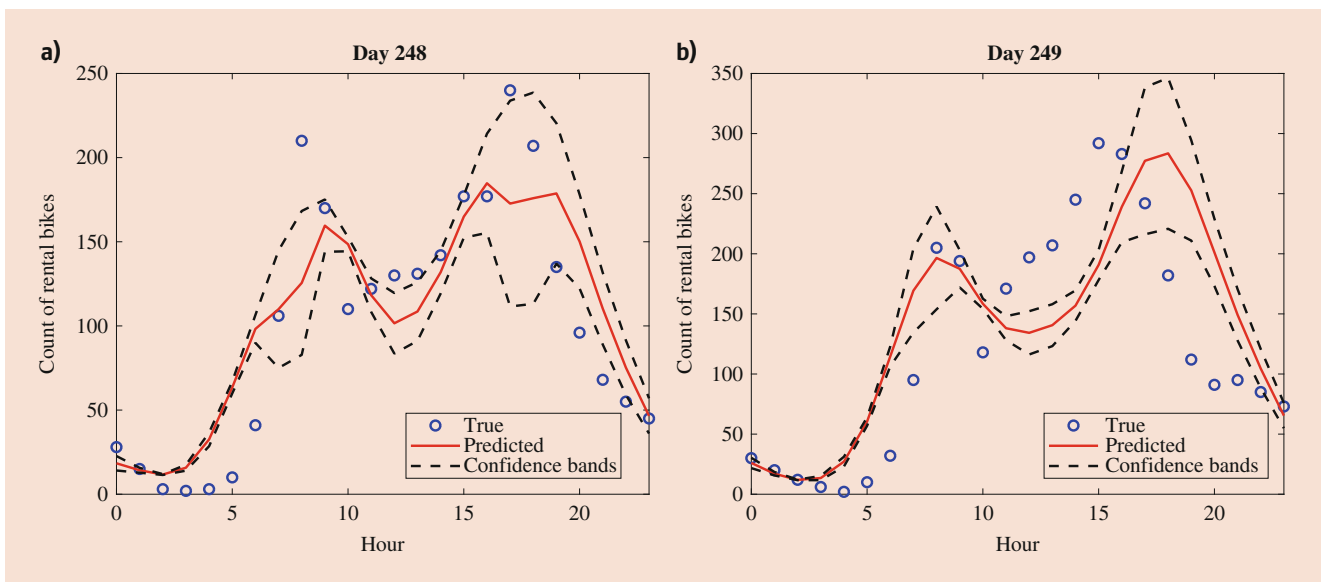 a)
Day 248
250
200
150
100
50
0
Count of rental bikes
0 5 10 15 20
Hour
True
Predicted
Confidence bands
b)
Day 249
350
300
250
200
150
100
50
0
Count of rental bikes
0 5 10 15 20
Hour
True
Predicted
Confidence bands